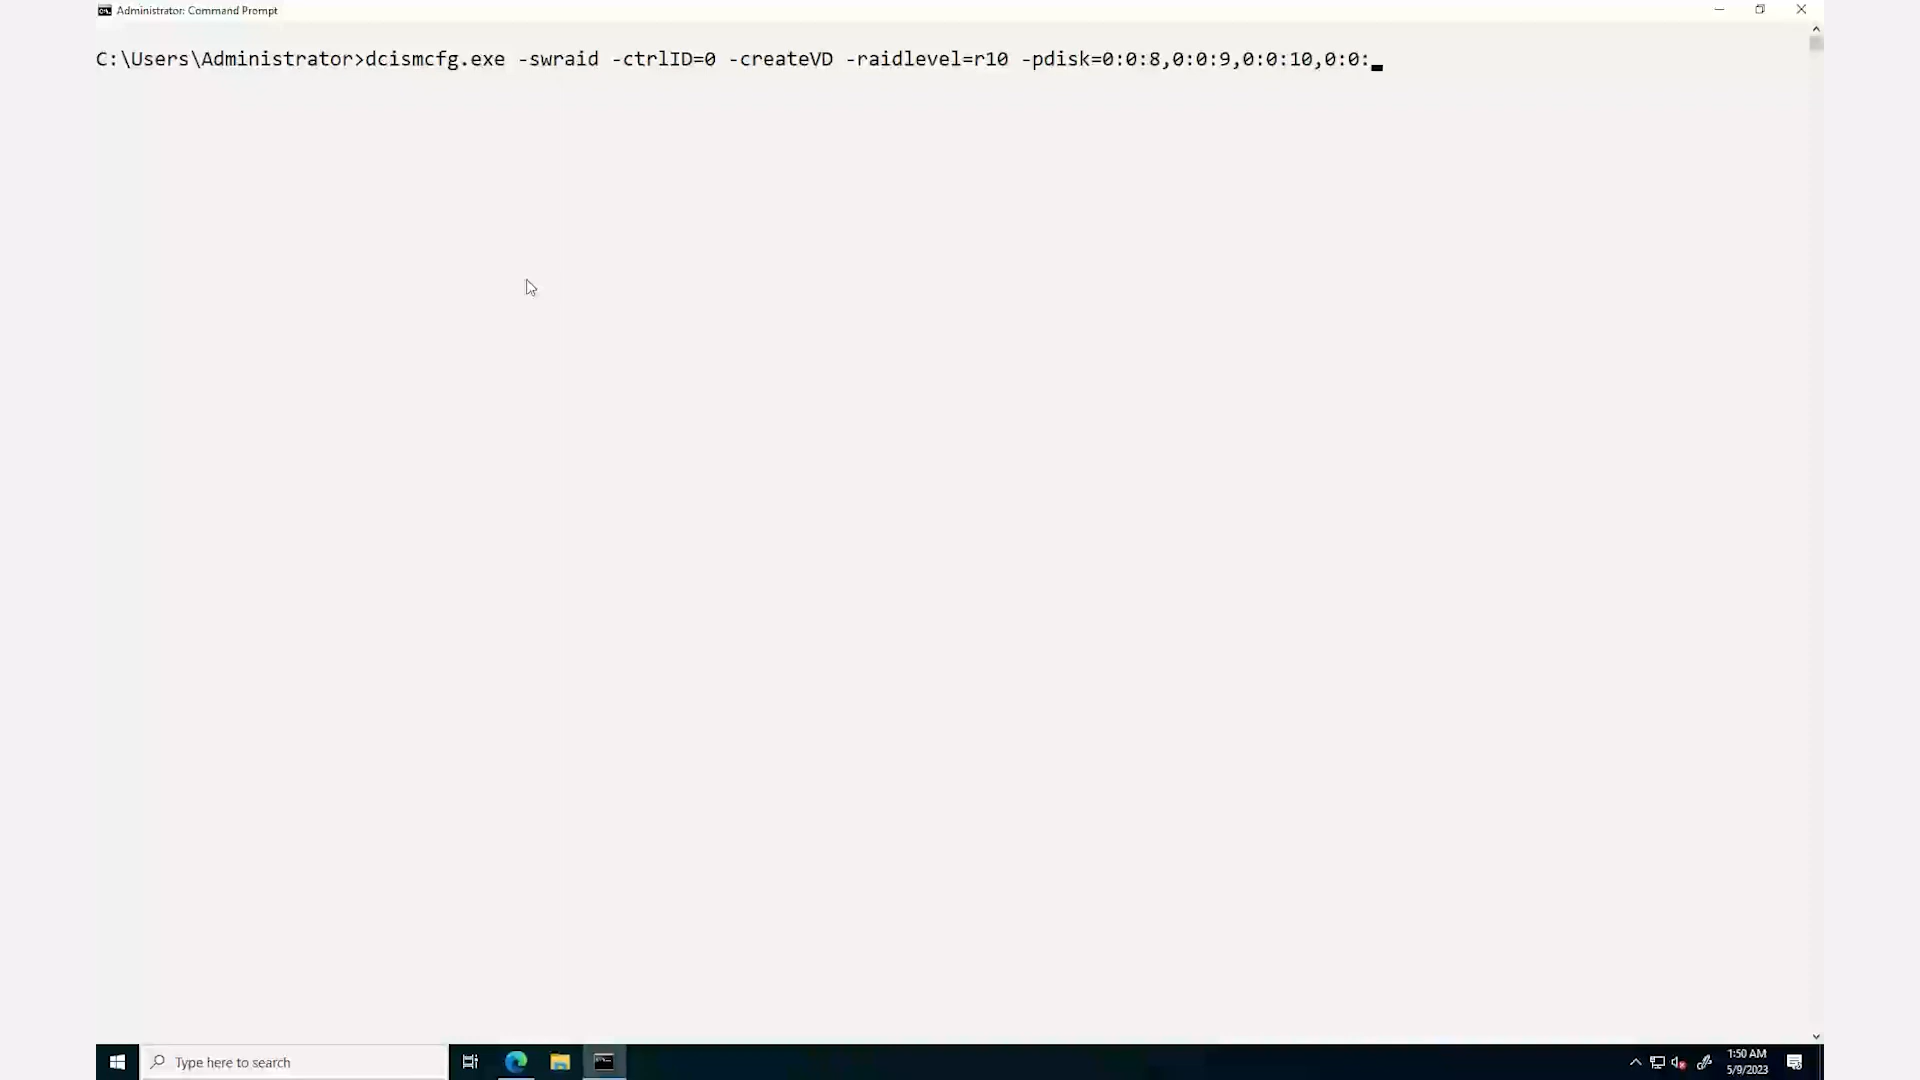 Administrator: Command Prompt
C:\Users\Administrator>dcismcfg.exe -swraid -ctrlID=0 -createVD -raidlevel=r10 -pdisk=0:0:8,0:0:9,0:0:10,0:0:
Type here to search
1:50 AM
5/9/2023